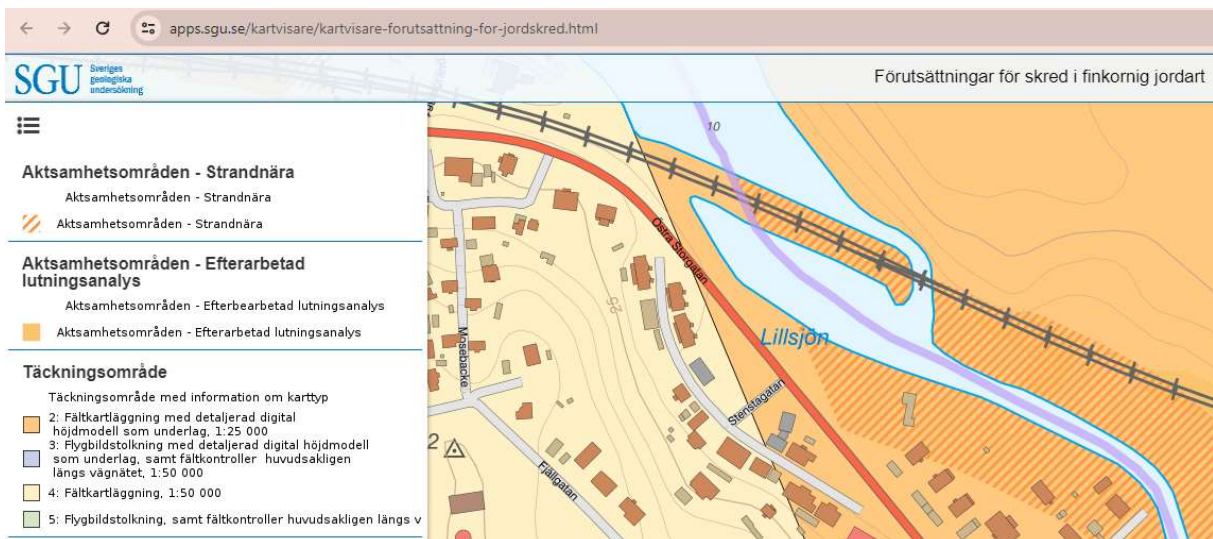 apps.sgu.se/kartvisare/kartvisare-forutsattning-for-jordskred.html
SGU
Sveriges
geologiska
undersökning
Förutsättningar för skred i finkornig jordart
Aktsamhetsområden - Strandnära
Aktsamhetsområden - Strandnära
Aktsamhetsområden - Strandnära
Aktsamhetsområden - Efterarbetad
lutningsanalys
Aktsamhetsområden - Efterbearbetad lutningsanalys
Aktsamhetsområden - Efterarbetad lutningsanalys
Täckningsområde
Täckningsområde med information om karttyp
2: Fältkartläggning med detaljerad digital
höjdmodell som underlag, 1:25 000
3: Flygbildstolkning med detaljerad digital höjdmodell
som underlag, samt fältkontroller huvudsakligen
längs vägnätet, 1:50 000
4: Fältkartläggning, 1:50 000
5: Flygbildstolkning, samt fältkontroller huvudsakligen längs v
10
Östra Storgatan
25
Lillsjön
Mosebacke
Stenstagatan
2
Fjällgatan